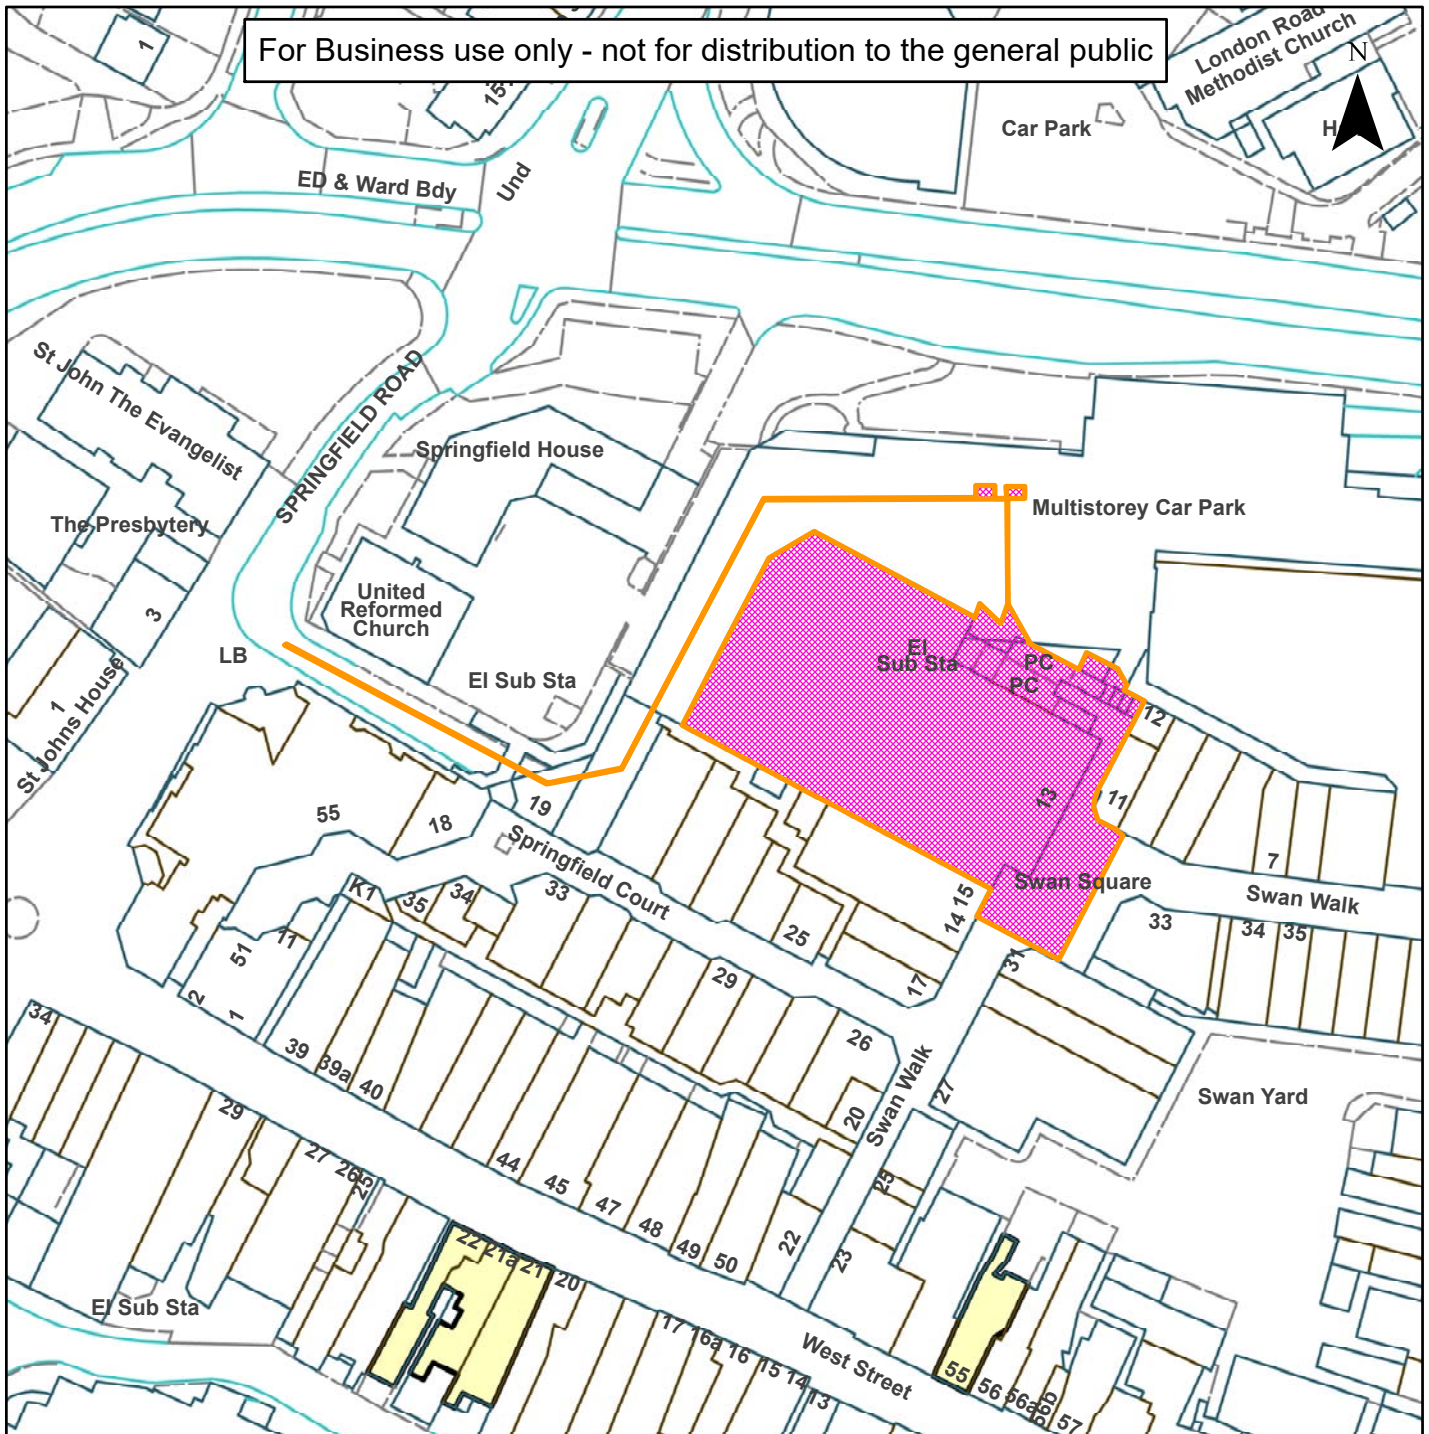 For Business use only - not for distribution to the general public
London Road
Methodist Church
N
1
Car Park
ED & Ward Bdy
Und
St John The Evangelist
SPRINGFIELD ROAD
Springfield House
The Presbytery
Multistorey Car Park
United
Reformed
Church
3
LB
El
Sub Sta
PC
PC
El Sub Sta
1
St Johns House
12
13
11
55
18
19
Springfield Court
7
Swan Square
Swan Walk
K1
35
34
33
25
14 15
33
34
35
51
11
29
17
31
2
1
34
39
39a
40
26
20
Swan Walk
27
Swan Yard
29
27
26
25
44
45
47
48
49
50
22
23
25
22
21a
21
20
El Sub Sta
17
16a
16
15
14
13
West Street
55
56
56a
57